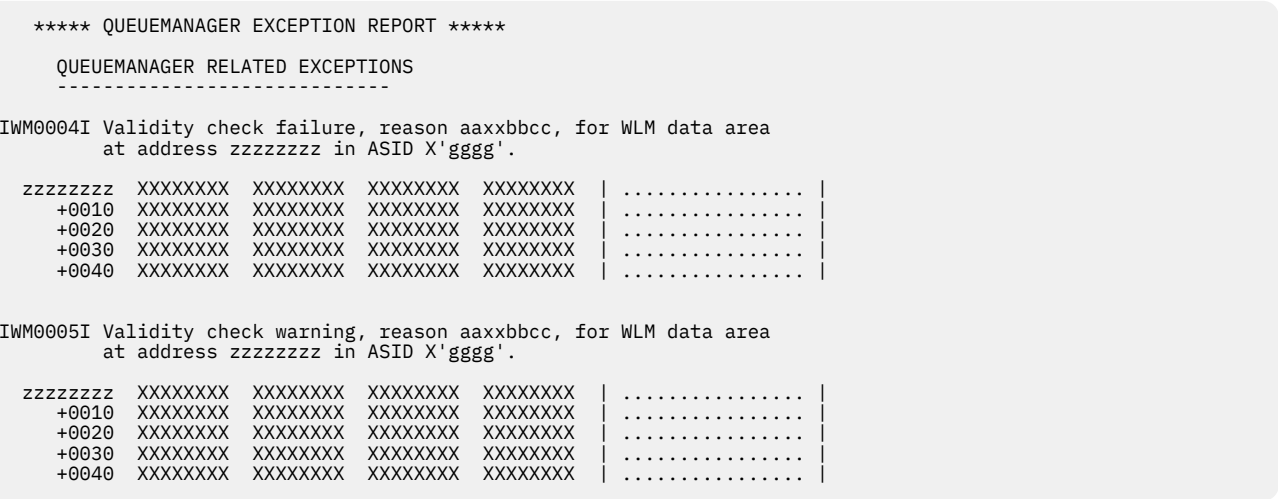 ***** QUEUEMANAGER EXCEPTION REPORT *****
QUEUEMANAGER RELATED EXCEPTIONS
-----------------------------
IWM0004I Validity check failure, reason aaxxbbcc, for WLM data area
at address zzzzzzzz in ASID X'gggg'.
zzzzzzzz XXXXXXXX XXXXXXXX XXXXXXXX XXXXXXXX | ................ |
+0010 XXXXXXXX XXXXXXXX XXXXXXXX XXXXXXXX | ................ |
+0020 XXXXXXXX XXXXXXXX XXXXXXXX XXXXXXXX | ................ |
+0030 XXXXXXXX XXXXXXXX XXXXXXXX XXXXXXXX | ................ |
+0040 XXXXXXXX XXXXXXXX XXXXXXXX XXXXXXXX | ................ |
IWM0005I Validity check warning, reason aaxxbbcc, for WLM data area
at address zzzzzzzz in ASID X'gggg'.
zzzzzzzz XXXXXXXX XXXXXXXX XXXXXXXX XXXXXXXX | ................ |
+0010 XXXXXXXX XXXXXXXX XXXXXXXX XXXXXXXX | ................ |
+0020 XXXXXXXX XXXXXXXX XXXXXXXX XXXXXXXX | ................ |
+0030 XXXXXXXX XXXXXXXX XXXXXXXX XXXXXXXX | ................ |
+0040 XXXXXXXX XXXXXXXX XXXXXXXX XXXXXXXX | ................ |